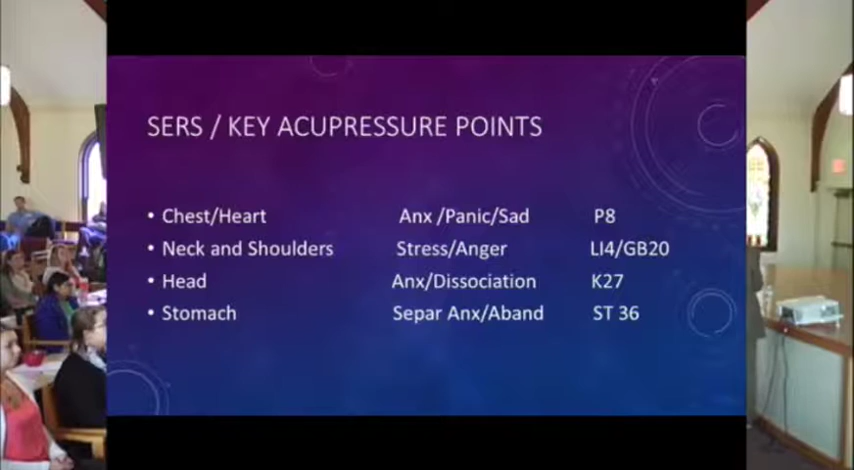 SERS / KEY ACUPRESSURE POINTS
• Chest/Heart Anx /Panic/Sad P8
• Neck and Shoulders Stress/Anger LI4/GB20
• Head Anx/Dissociation K27
• Stomach Separ Anx/Aband ST 36